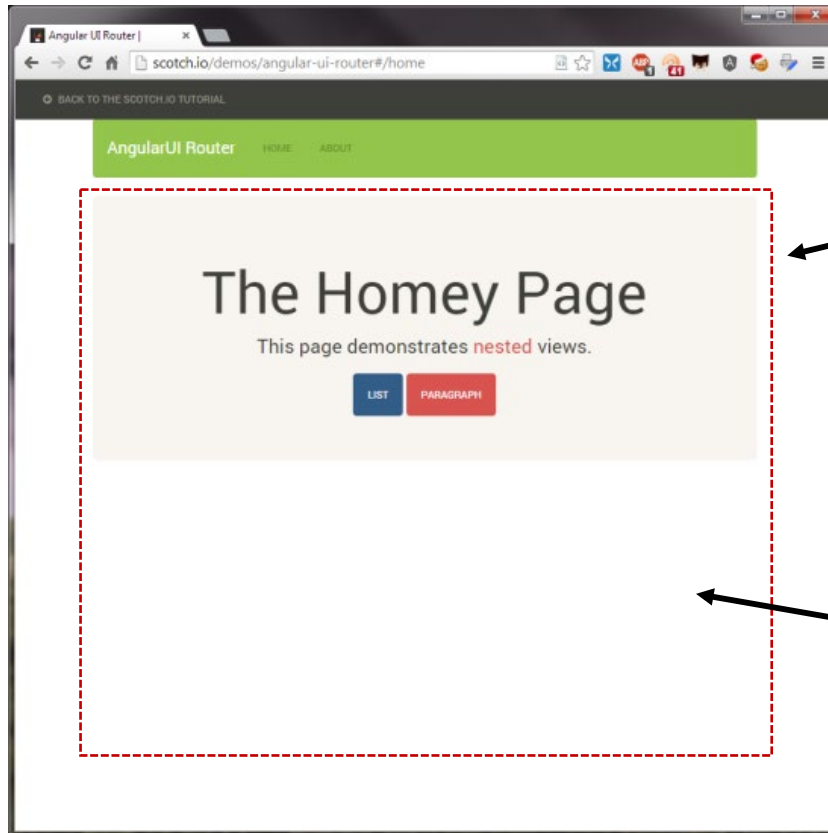 Angular UI Router |
scotch.io/demos/angular-ui-router#/home
BACK TO THE SCOTCH.IO TUTORIAL
AngularUI Router HOME ABOUT
The Homey Page
This page demonstrates nested views.
LIST PARAGRAPH